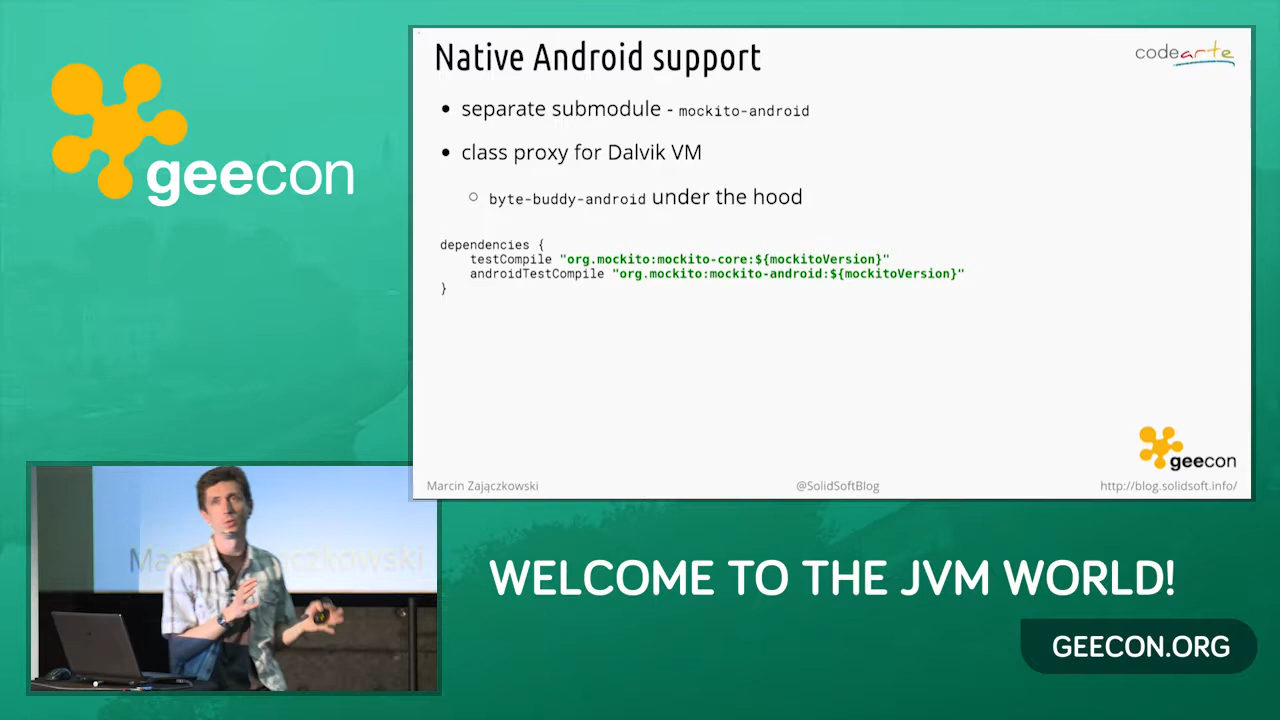 geecon
Native Android support
codearte
• separate submodule - mockito-android
• class proxy for Dalvik VM
○ byte-buddy-android under the hood
dependencies {
testCompile "org.mockito:mockito-core:${mockitoVersion}"
androidTestCompile "org.mockito:mockito-android:${mockitoVersion}"
}
geecon
Marcin Zajączkowski
@SolidSoftBlog
http://blog.solidsoft.info/
WELCOME TO THE JVM WORLD!
GEECON.ORG